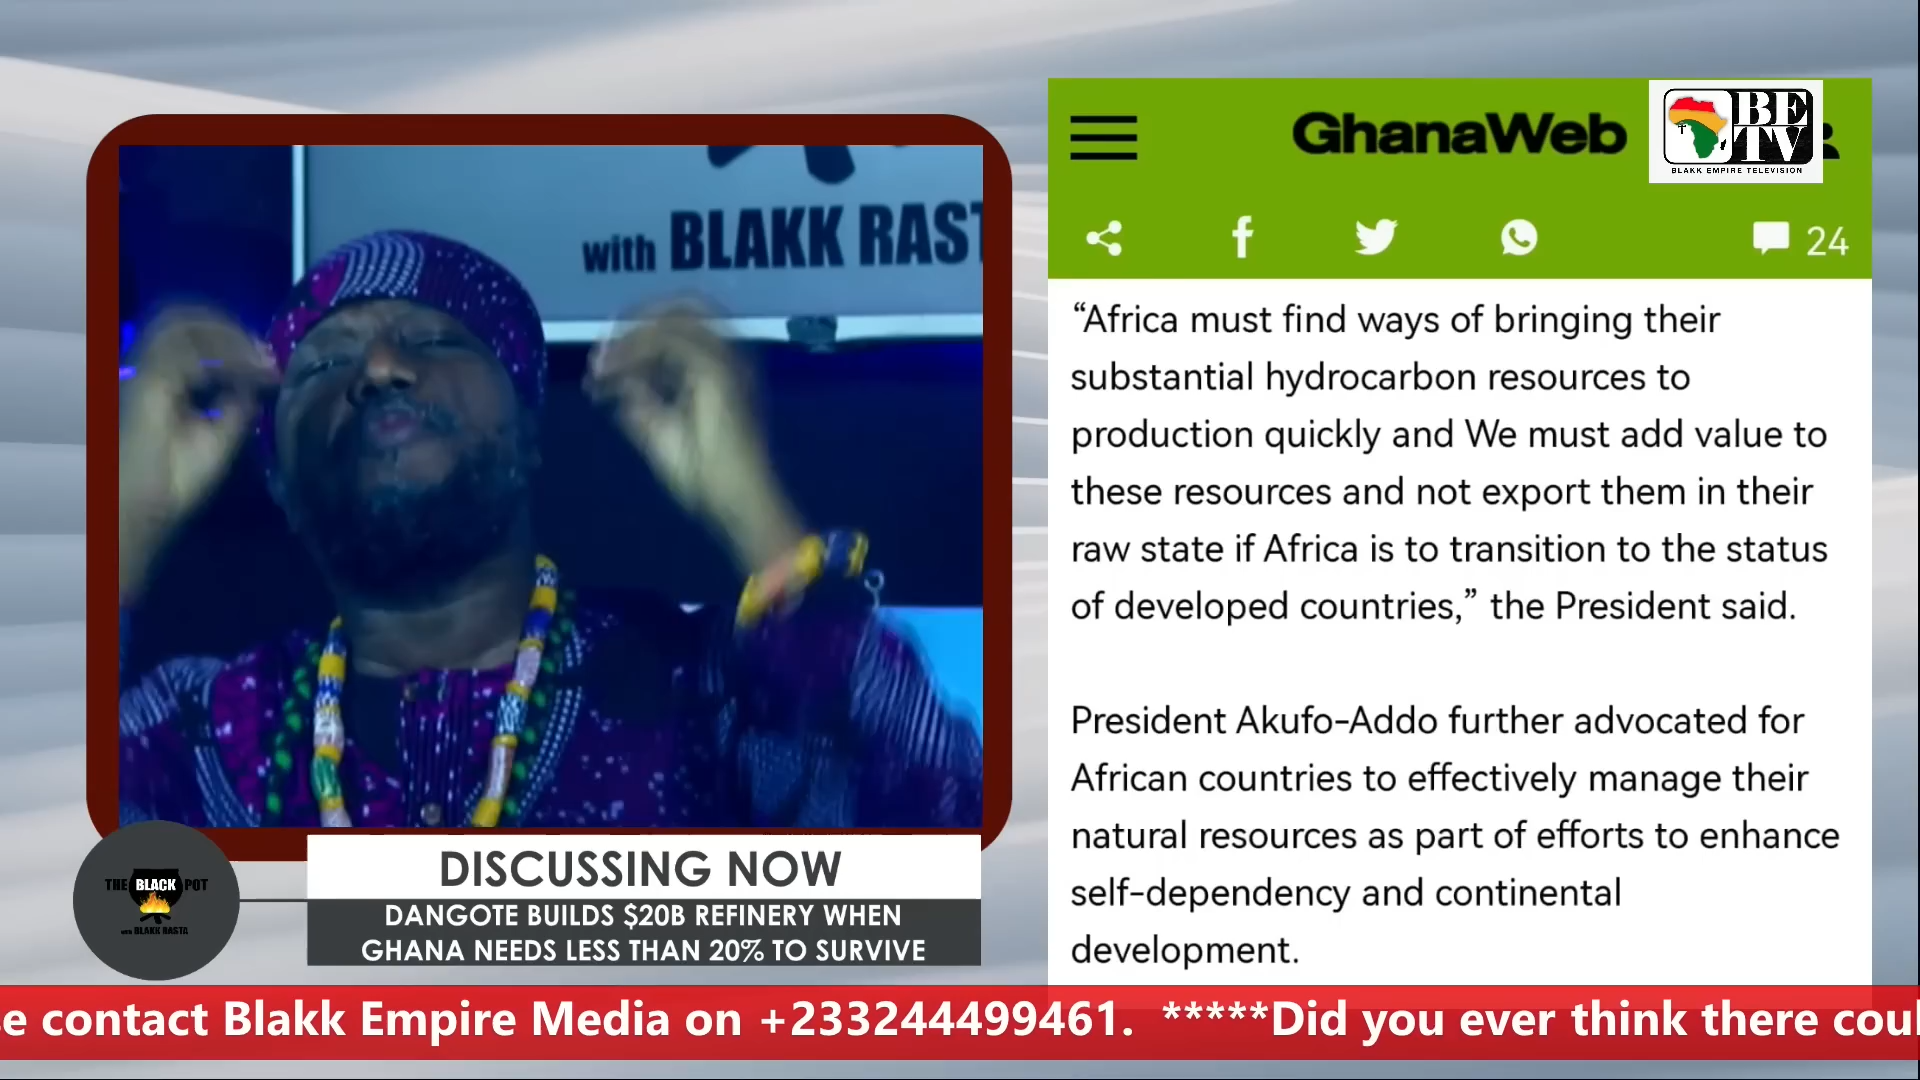 GhanaWeb
BE
TV
BLAKK EMPIRE TELEVISION
24
with BLAKK RAST
“Africa must find ways of bringing their
substantial hydrocarbon resources to
production quickly and We must add value to
these resources and not export them in their
raw state if Africa is to transition to the status
of developed countries,” the President said.
President Akufo-Addo further advocated for
African countries to effectively manage their
natural resources as part of efforts to enhance
self-dependency and continental
development.
THE BLACK POT
with BLAKK RASTA
DISCUSSING NOW
DANGOTE BUILDS $20B REFINERY WHEN
GHANA NEEDS LESS THAN 20% TO SURVIVE
se contact Blakk Empire Media on +233244499461. *****Did you ever think there coul